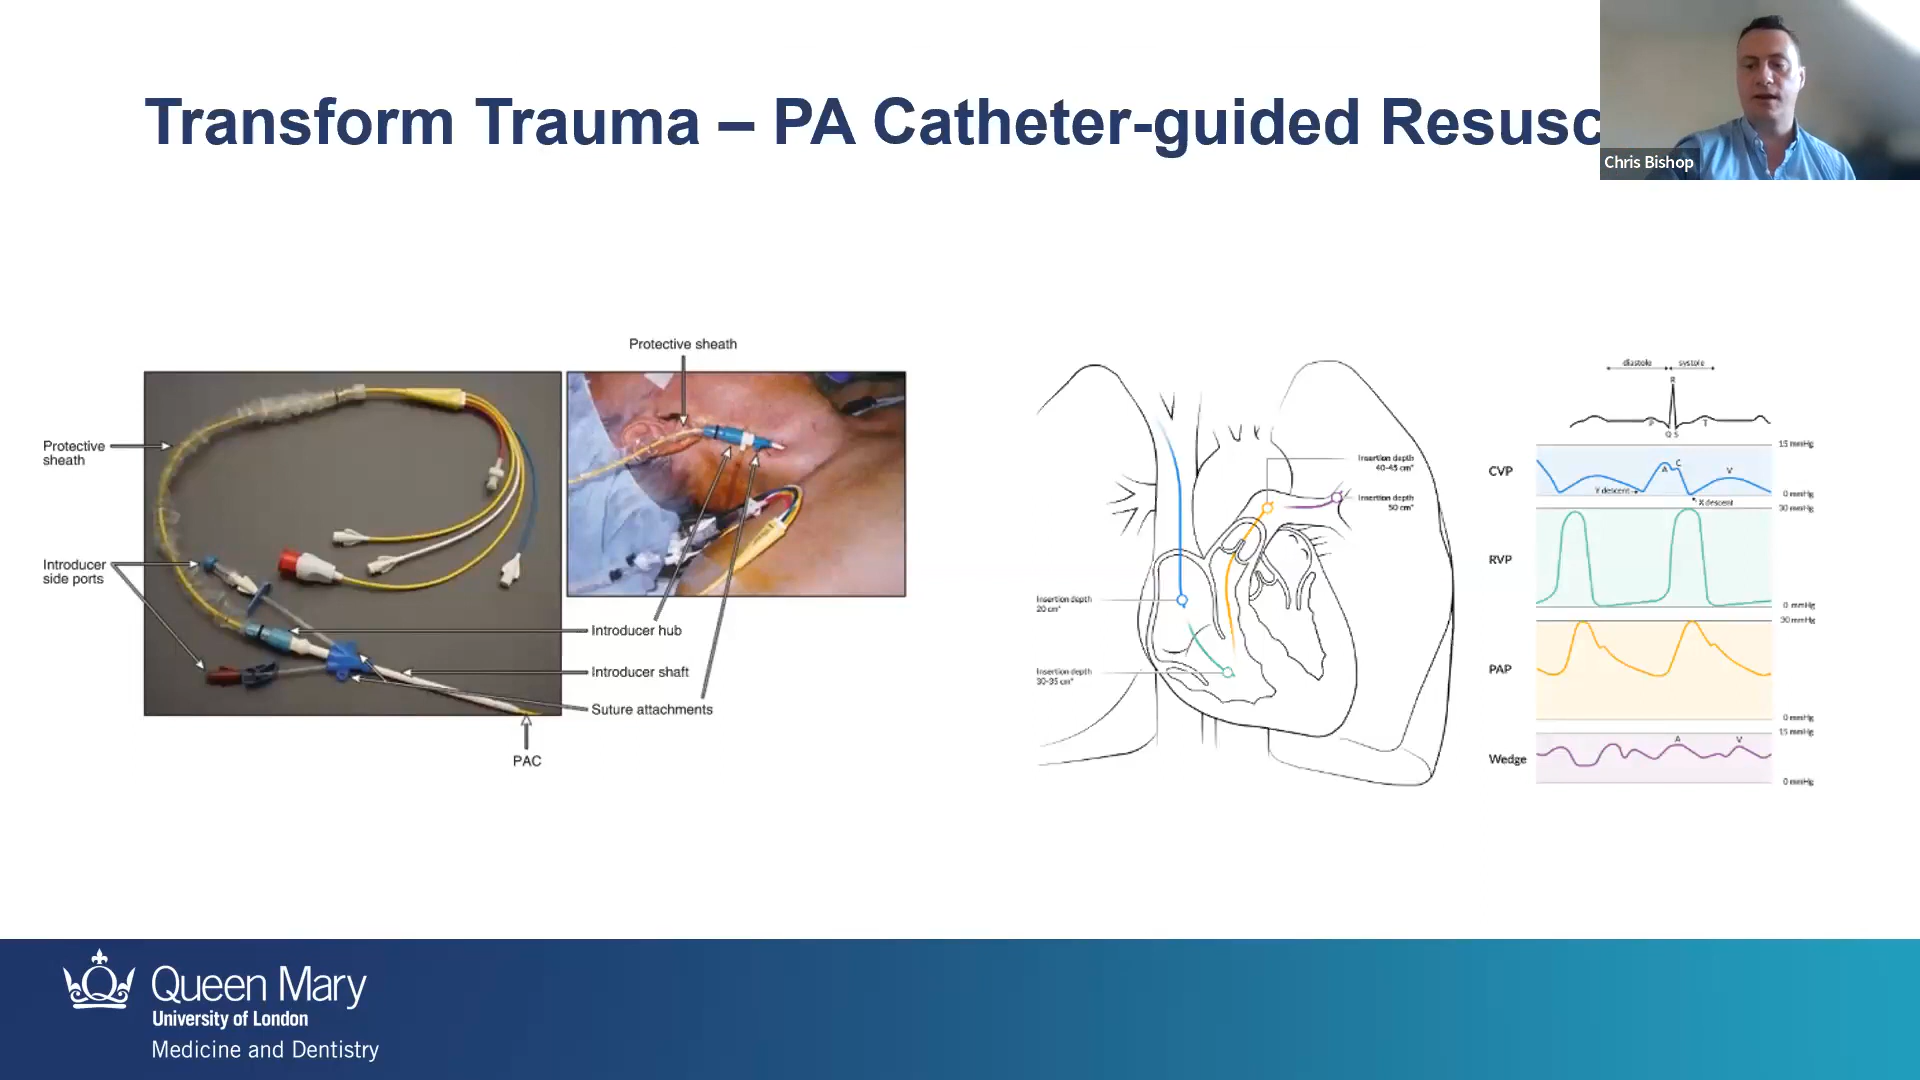 Transform Trauma – PA Catheter-guided Resusc
Chris Bishop
Protective sheath
Protective
sheath
Introducer
side ports
Introducer hub
Introducer shaft
Suture attachments
PAC
Insertion depth
40-45 cm*
Insertion depth
50 cm*
Insertion depth
20 cm*
Insertion depth
30-35 cm*
diastole systole
R
P
Q S
T
CVP
15 mmHg
A
C
V
Y descent
X descent
0 mmHg
30 mmHg
RVP
0 mmHg
30 mmHg
PAP
0 mmHg
15 mmHg
Wedge
A
V
0 mmHg
Queen Mary
University of London
Medicine and Dentistry